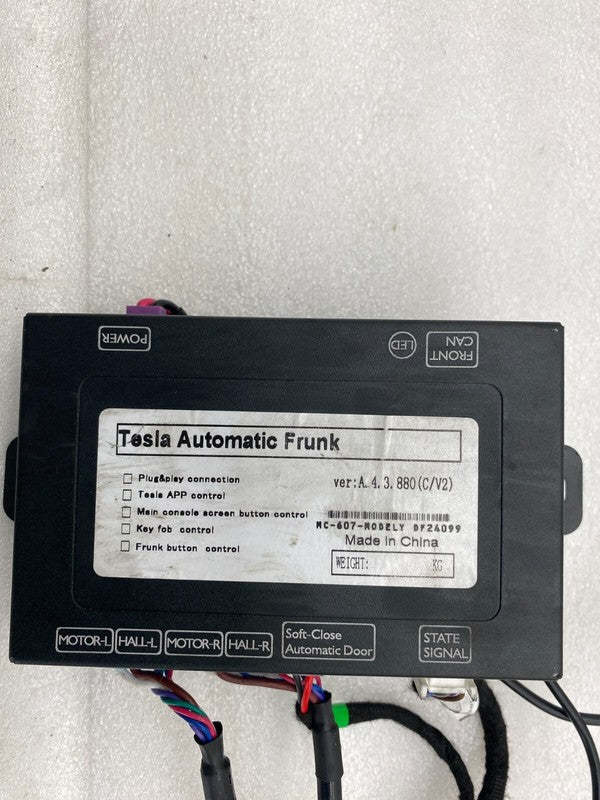 POWER
LED
FRONT
CAN
Tesla Automatic Frunk
Plug&play connection
Tesla APP control
Main console screen button control
Key fob control
Frunk button control
ver:A.4.3.880(C/V2)
MC-607-MODELY DF24099
Made in China
WEIGHT: KG
MOTOR-L
HALL-L
MOTOR-R
HALL-R
Soft-Close
Automatic Door
STATE
SIGNAL